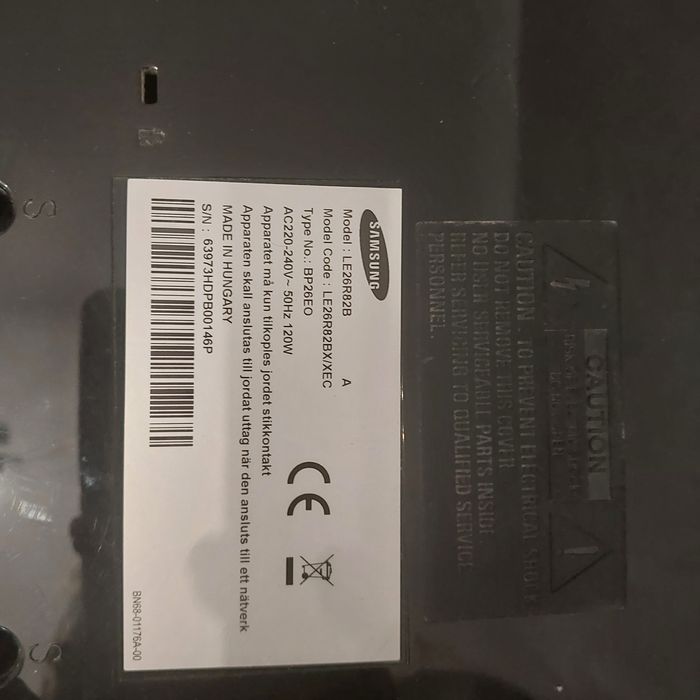 SAMSUNG
Model : LE26R82B A
Model Code : LE26R82BX/XEC
Type No.: BP26EO
AC220-240V~ 50Hz 120W
Apparatet må kun tilkoples jordet stikkontakt
Apparaten skall anslutas till jordat uttag när den ansluts till ett nätverk
MADE IN HUNGARY
S/N : 63973HDPB00146P
CE
BN68-01176A-00
CAUTION
CAUTION TO PREVENT ELECTRICAL SHOCK
DO NOT REMOVE THIS COVER
NO USER SERVICEABLE PARTS INSIDE
REFER SERVICING TO QUALIFIED SERVICE
PERSONNEL.
S
S